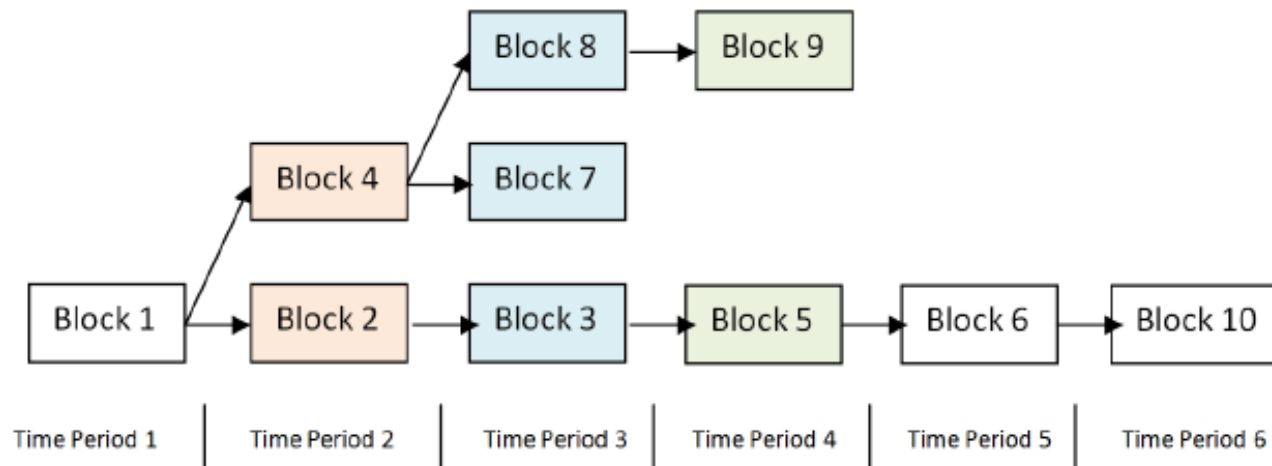 Block 8
Block 9
Block 4
Block 7
Block 1
Block 2
Block 3
Block 5
Block 6
Block 10
Time Period 1
Time Period 2
Time Period 3
Time Period 4
Time Period 5
Time Period 6